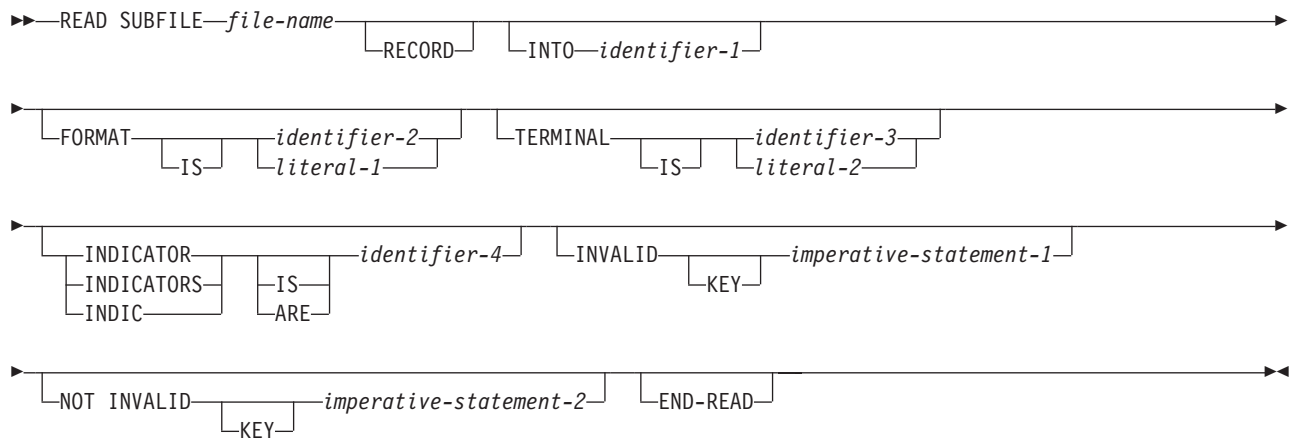 READ SUBFILE file-name RECORD INTO identifier-1
FORMAT IS identifier-2 literal-1 TERMINAL IS identifier-3 literal-2
INDICATOR INDICATORS INDIC IS ARE identifier-4 INVALID KEY imperative-statement-1
NOT INVALID KEY imperative-statement-2 END-READ